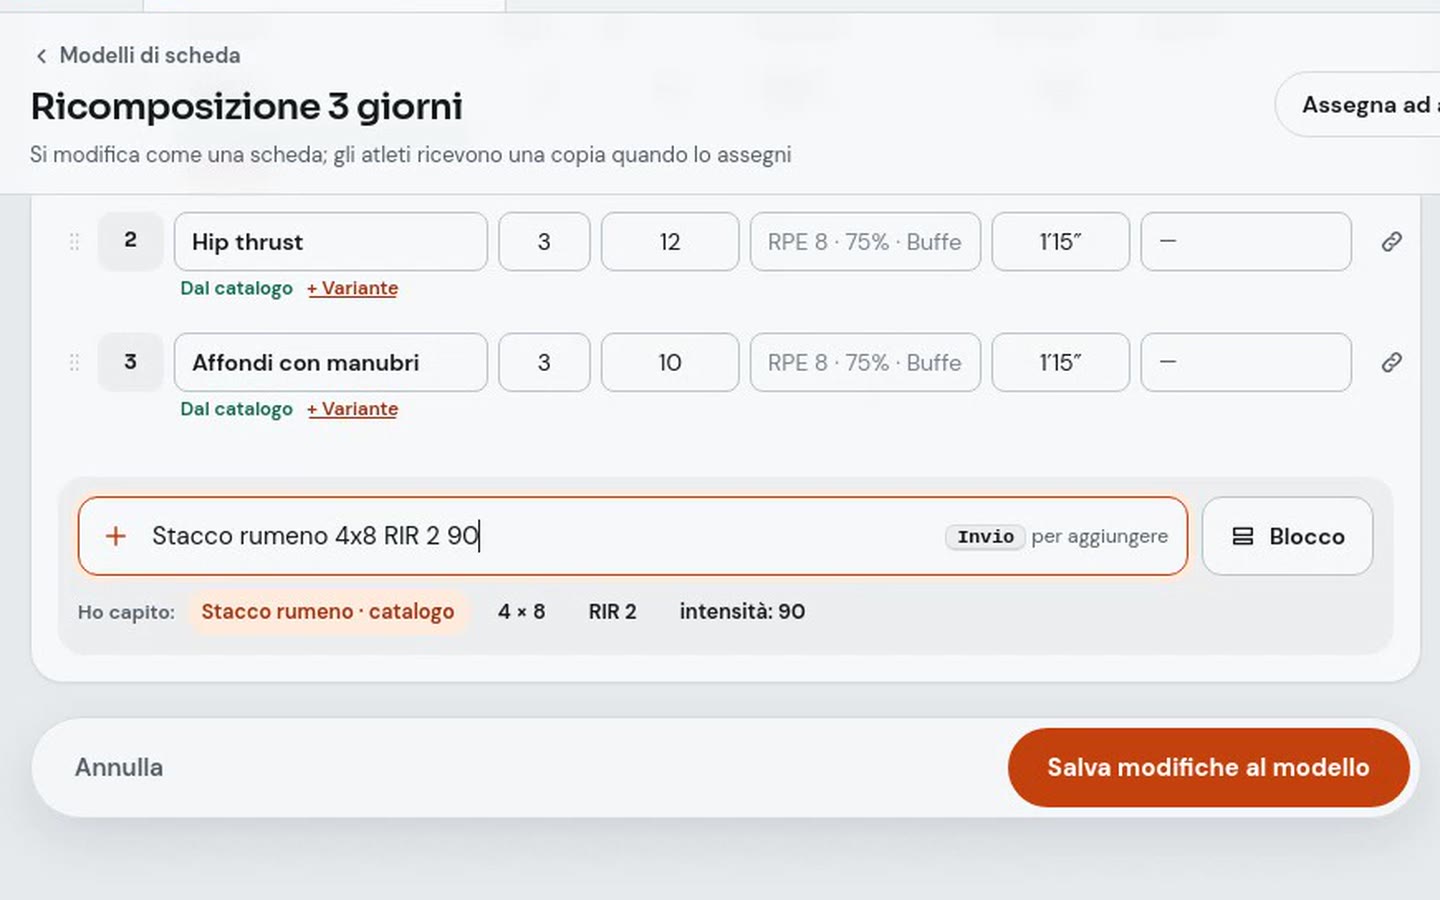 Modelli di scheda
Ricomposizione 3 giorni
Si modifica come una scheda; gli atleti ricevono una copia quando lo assegni
Assegna ad a
2 Hip thrust 3 12 RPE 8 · 75% · Buffe 1′15″ —
Dal catalogo + Variante
3 Affondi con manubri 3 10 RPE 8 · 75% · Buffe 1′15″ —
Dal catalogo + Variante
+ Stacco rumeno 4x8 RIR 2 90 Invio per aggiungere Blocco
Ho capito: Stacco rumeno · catalogo 4 × 8 RIR 2 intensità: 90
Annulla Salva modifiche al modello